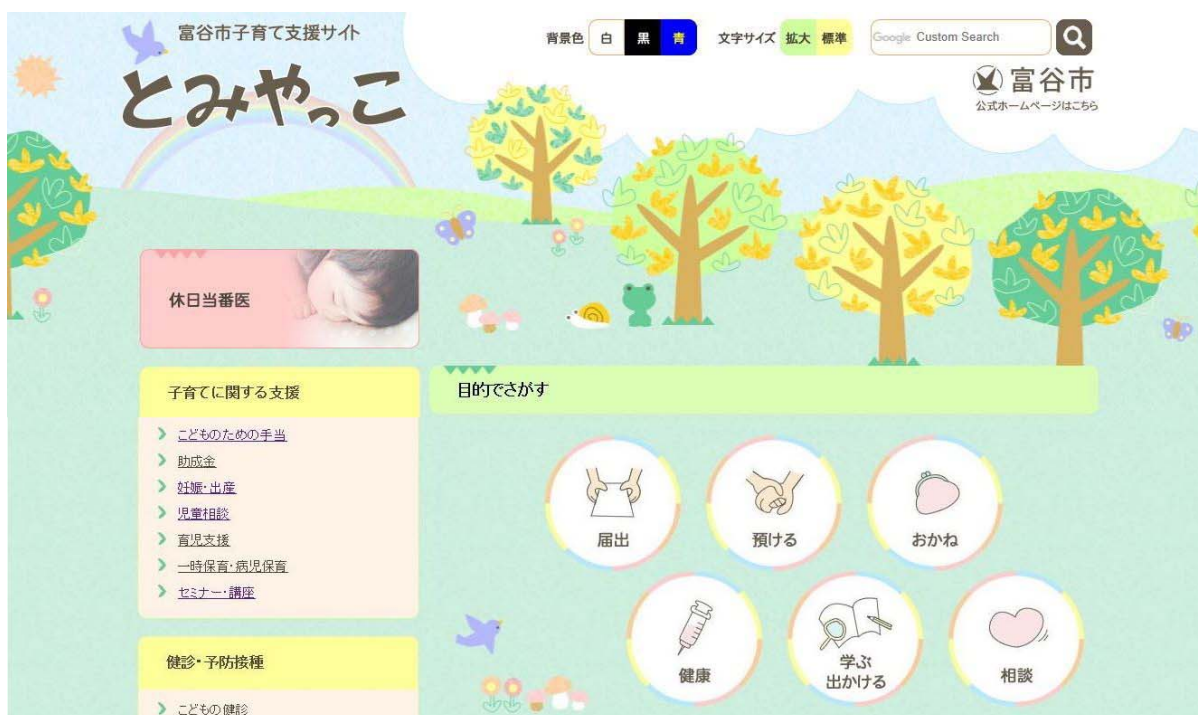 富谷市子育て支援サイト
とみやっこ
背景色 白 黒 青 文字サイズ 拡大 標準 Google Custom Search
富谷市
公式ホームページはこちら
休日当番医
子育てに関する支援
こどものための手当
助成金
妊娠・出産
児童相談
育児支援
一時保育・病児保育
セミナー・講座
健診・予防接種
こどもの健診
目的でさがす
届出
預ける
おかね
健康
学ぶ
出かける
相談